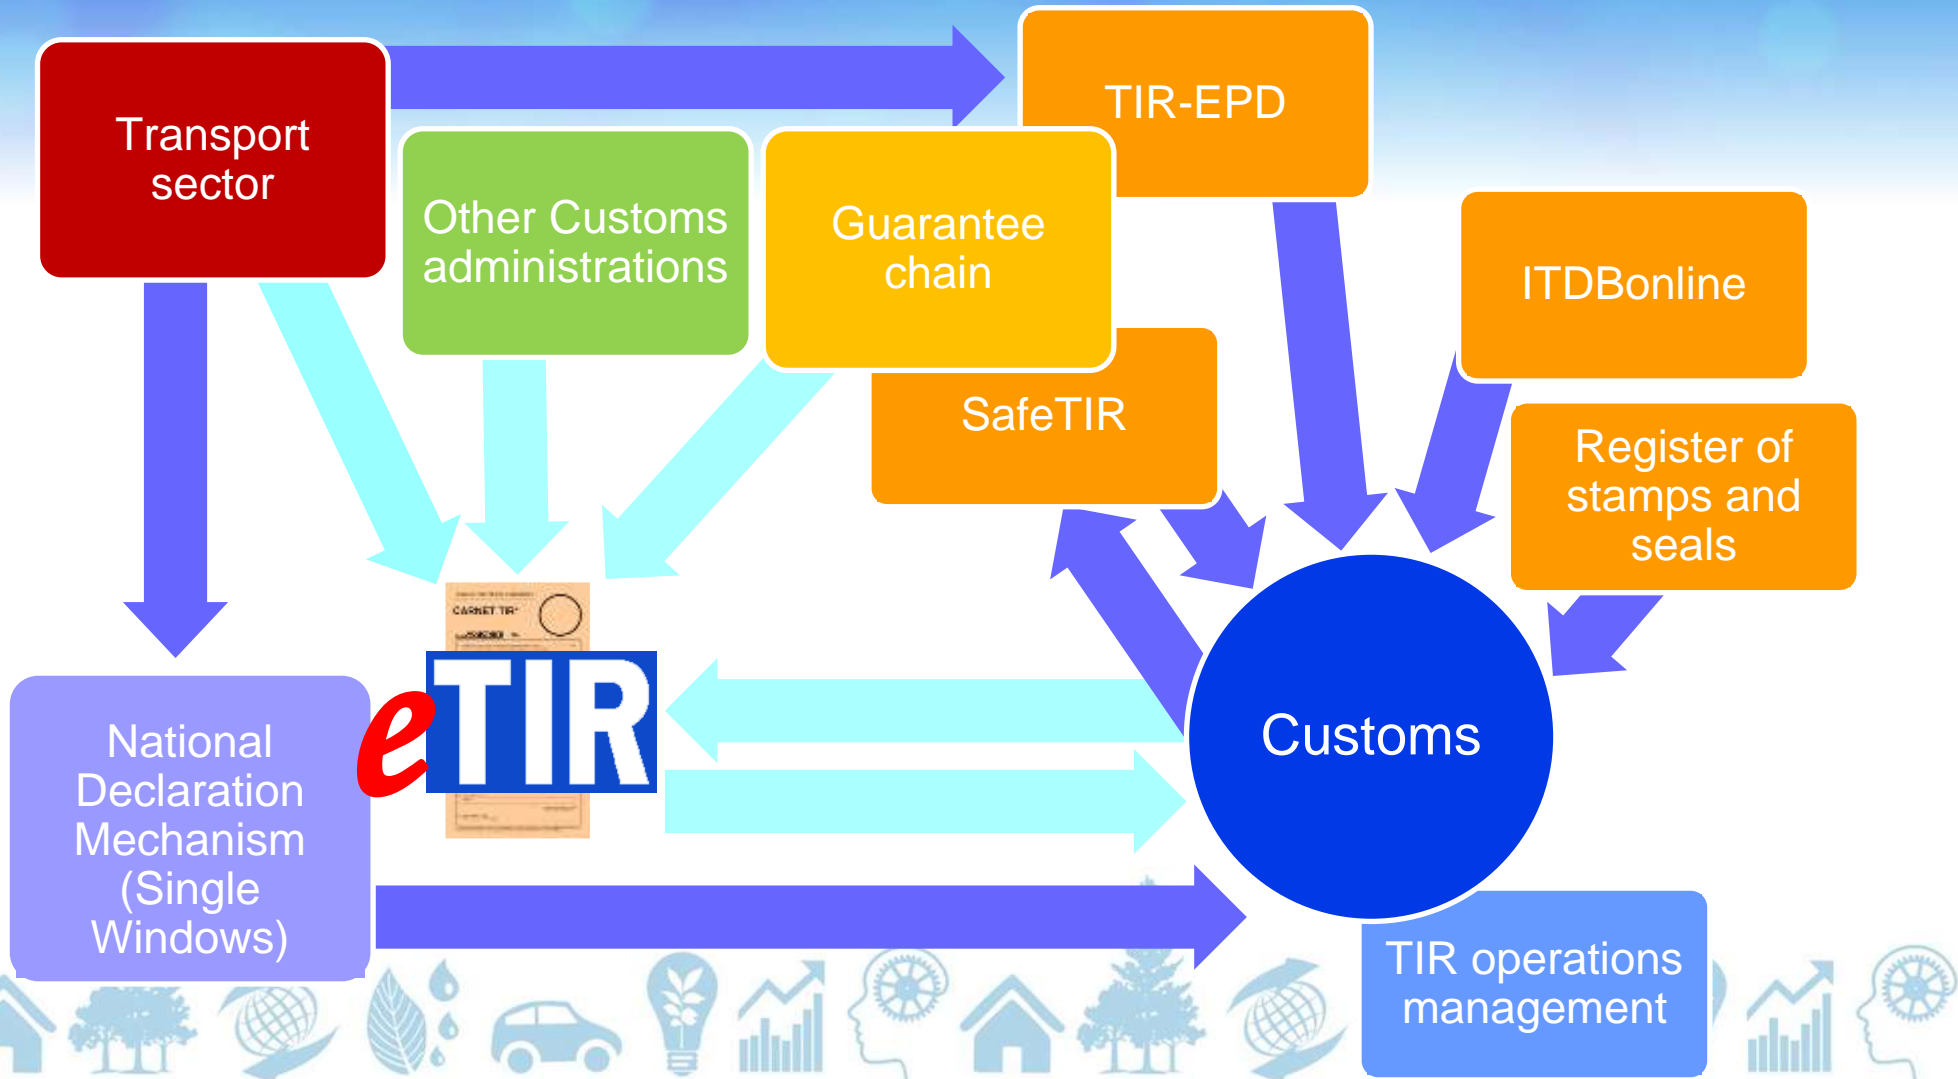 Transport
sector
TIR-EPD
Other Customs
administrations
Guarantee
chain
ITDBonline
SafeTIR
Register of
stamps and
seals
CARNET TIR*
eTIR
Customs
National
Declaration
Mechanism
(Single
Windows)
TIR operations
management